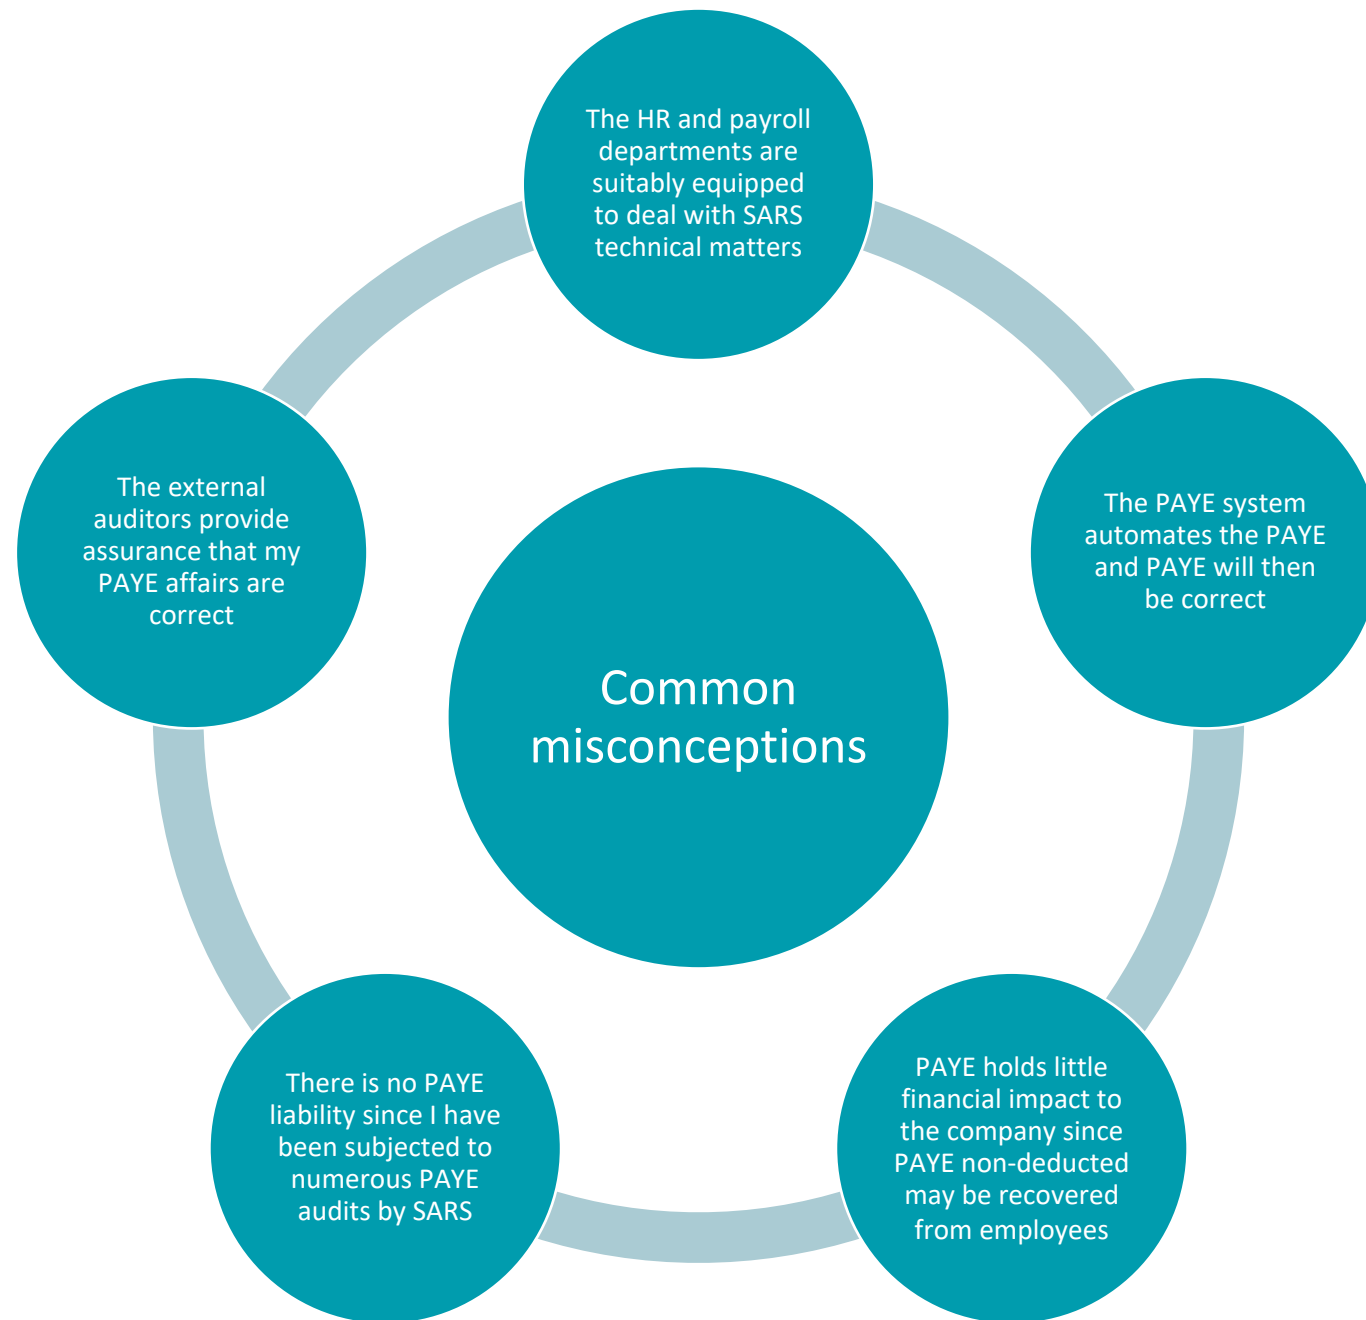 The HR and payroll
departments are
suitably equipped
to deal with SARS
technical matters
The PAYE system
automates the PAYE
and PAYE will then
be correct
PAYE holds little
financial impact to
the company since
PAYE non-deducted
may be recovered
from employees
There is no PAYE
liability since I have
been subjected to
numerous PAYE
audits by SARS
The external
auditors provide
assurance that my
PAYE affairs are
correct
Common
misconceptions